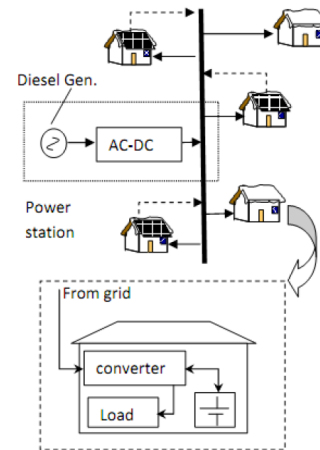 Diesel Gen.
AC-DC
Power
station
From grid
converter
Load